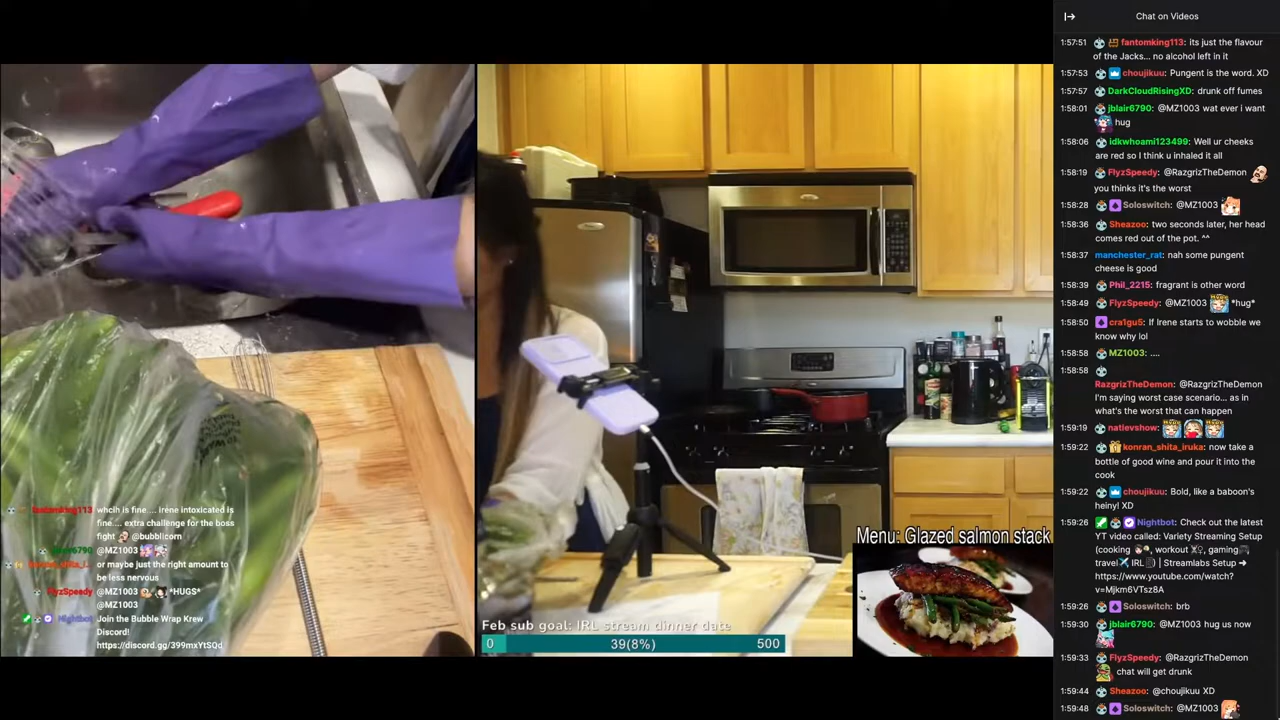 Chat on Videos
1:57:51 fantomking113: its just the flavour
of the Jacks... no alcohol left in it
1:57:53 choujikuu: Pungent is the word. XD
1:57:57 DarkCloudRisingXD: drunk off fumes
1:58:01 jblair6790: @MZ1003 wat ever i want
hug
1:58:06 idkwhoami123499: Well ur cheeks
are red so I think u inhaled it all
1:58:19 FlyzSpeedy: @RazgrizTheDemon
you thinks it's the worst
1:58:28 Soloswitch: @MZ1003
1:58:36 Sheazoo: two seconds later, her head
comes red out of the pot. ^^
1:58:37 manchester_rat: nah some pungent
cheese is good
1:58:39 Phil_2215: fragrant is other word
1:58:49 FlyzSpeedy: @MZ1003 *hug*
1:58:50 cra1gu5: If Irene starts to wobble we
know why lol
1:58:58 MZ1003: ....
1:58:58
RazgrizTheDemon: @RazgrizTheDemon
I'm saying worst case scenario... as in
what's the worst that can happen
1:59:19 natlevshow:
1:59:22 konran_shita_iruka: now take a
bottle of good wine and pour it into the
cook
1:59:22 choujikuu: Bold, like a baboon's
heiny! XD
1:59:26 Nightbot: Check out the latest
YT video called: Variety Streaming Setup
(cooking, workout, gaming
travel IRL) | Streamlabs Setup ➜
https://www.youtube.com/watch?
v=Mjkm6VTsz8A
1:59:26 Soloswitch: brb
1:59:30 jblair6790: hug us now
1:59:33 FlyzSpeedy: @RazgrizTheDemon
chat will get drunk
1:59:44 Sheazoo: @choujikuu XD
1:59:48 Soloswitch: @MZ1003
fantomking113 whcih is fine.... irene intoxicated is
fine.... extra challenge for the boss
fight @bubblicorn
jblair6790 @MZ1003
or maybe just the right amount to
be less nervous
FlyzSpeedy @MZ1003 *HUGS*
@MZ1003
Nightbot Join the Bubble Wrap Krew
Discord!
https://discord.gg/399mxYtSQd
Menu: Glazed salmon stack
Feb sub goal: IRL stream dinner date
0 39(8%) 500